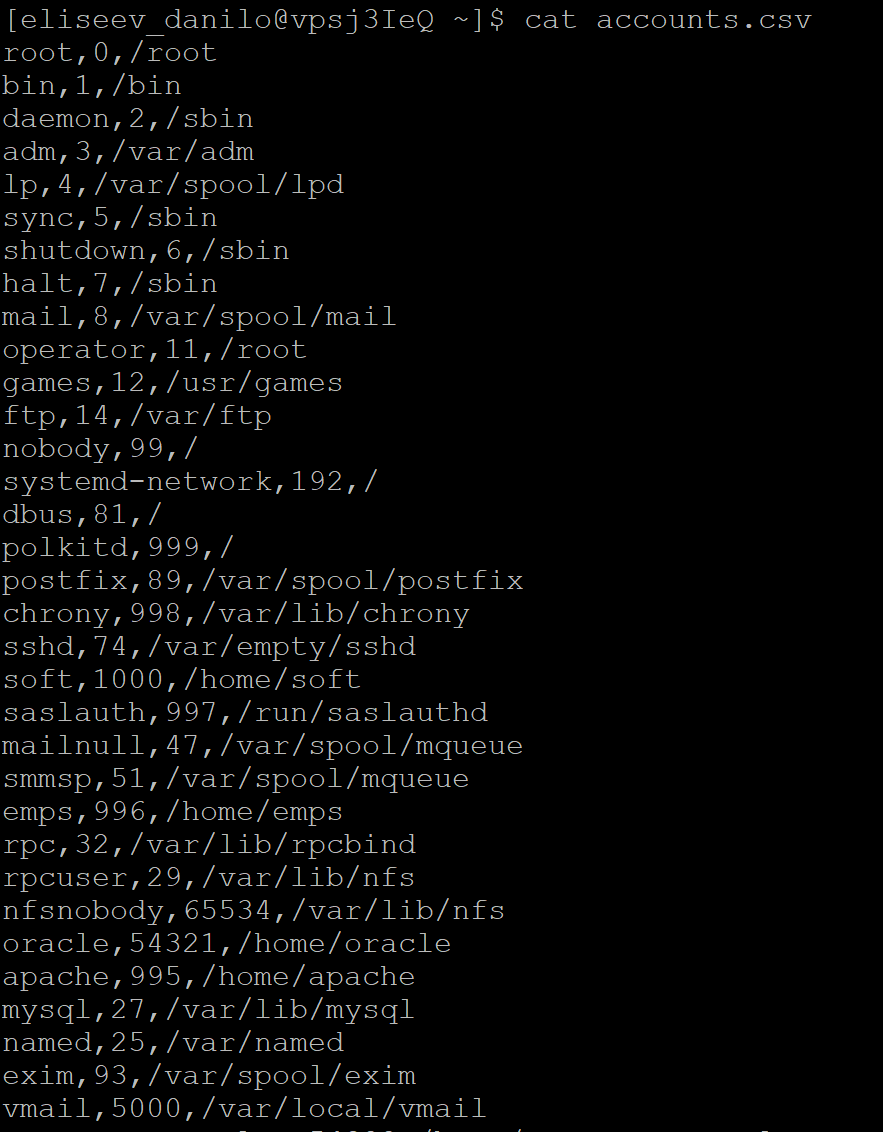 [eliseev_danilo@vpsj3IeQ ~]$ cat accounts.csv
root,0,/root
bin,1,/bin
daemon,2,/sbin
adm,3,/var/adm
lp,4,/var/spool/lpd
sync,5,/sbin
shutdown,6,/sbin
halt,7,/sbin
mail,8,/var/spool/mail
operator,11,/root
games,12,/usr/games
ftp,14,/var/ftp
nobody,99,/
systemd-network,192,/
dbus,81,/
polkitd,999,/
postfix,89,/var/spool/postfix
chrony,998,/var/lib/chrony
sshd,74,/var/empty/sshd
soft,1000,/home/soft
saslauth,997,/run/saslauthd
mailnull,47,/var/spool/mqueue
smmsp,51,/var/spool/mqueue
emps,996,/home/emps
rpc,32,/var/lib/rpcbind
rpcuser,29,/var/lib/nfs
nfsnobody,65534,/var/lib/nfs
oracle,54321,/home/oracle
apache,995,/home/apache
mysql,27,/var/lib/mysql
named,25,/var/named
exim,93,/var/spool/exim
vmail,5000,/var/local/vmail